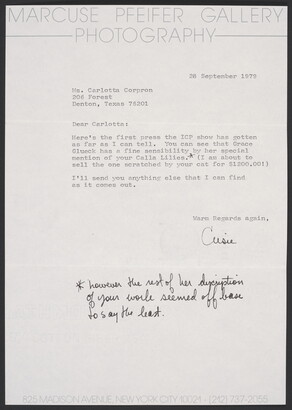 MARCUSE PFEIFER GALLERY
PHOTOGRAPHY
28 September 1979
Ms. Carlotta Corpron
206 Forest
Denton, Texas 76201
Dear Carlotta:
Here's the first press the ICP show has gotten
as far as I can tell. You can see that Grace
Glueck has a fine sensibility by her special
mention of your Calla Lilies.* (I am about to
sell the one scratched by your cat for $1200.00!)
I'll send you anything else that I can find
as it comes out.
Warm Regards again,
* however the rest of her discription
of your work seemed off base
to say the least.
825 MADISON AVENUE, NEW YORK CITY 10021 (212) 737-2055